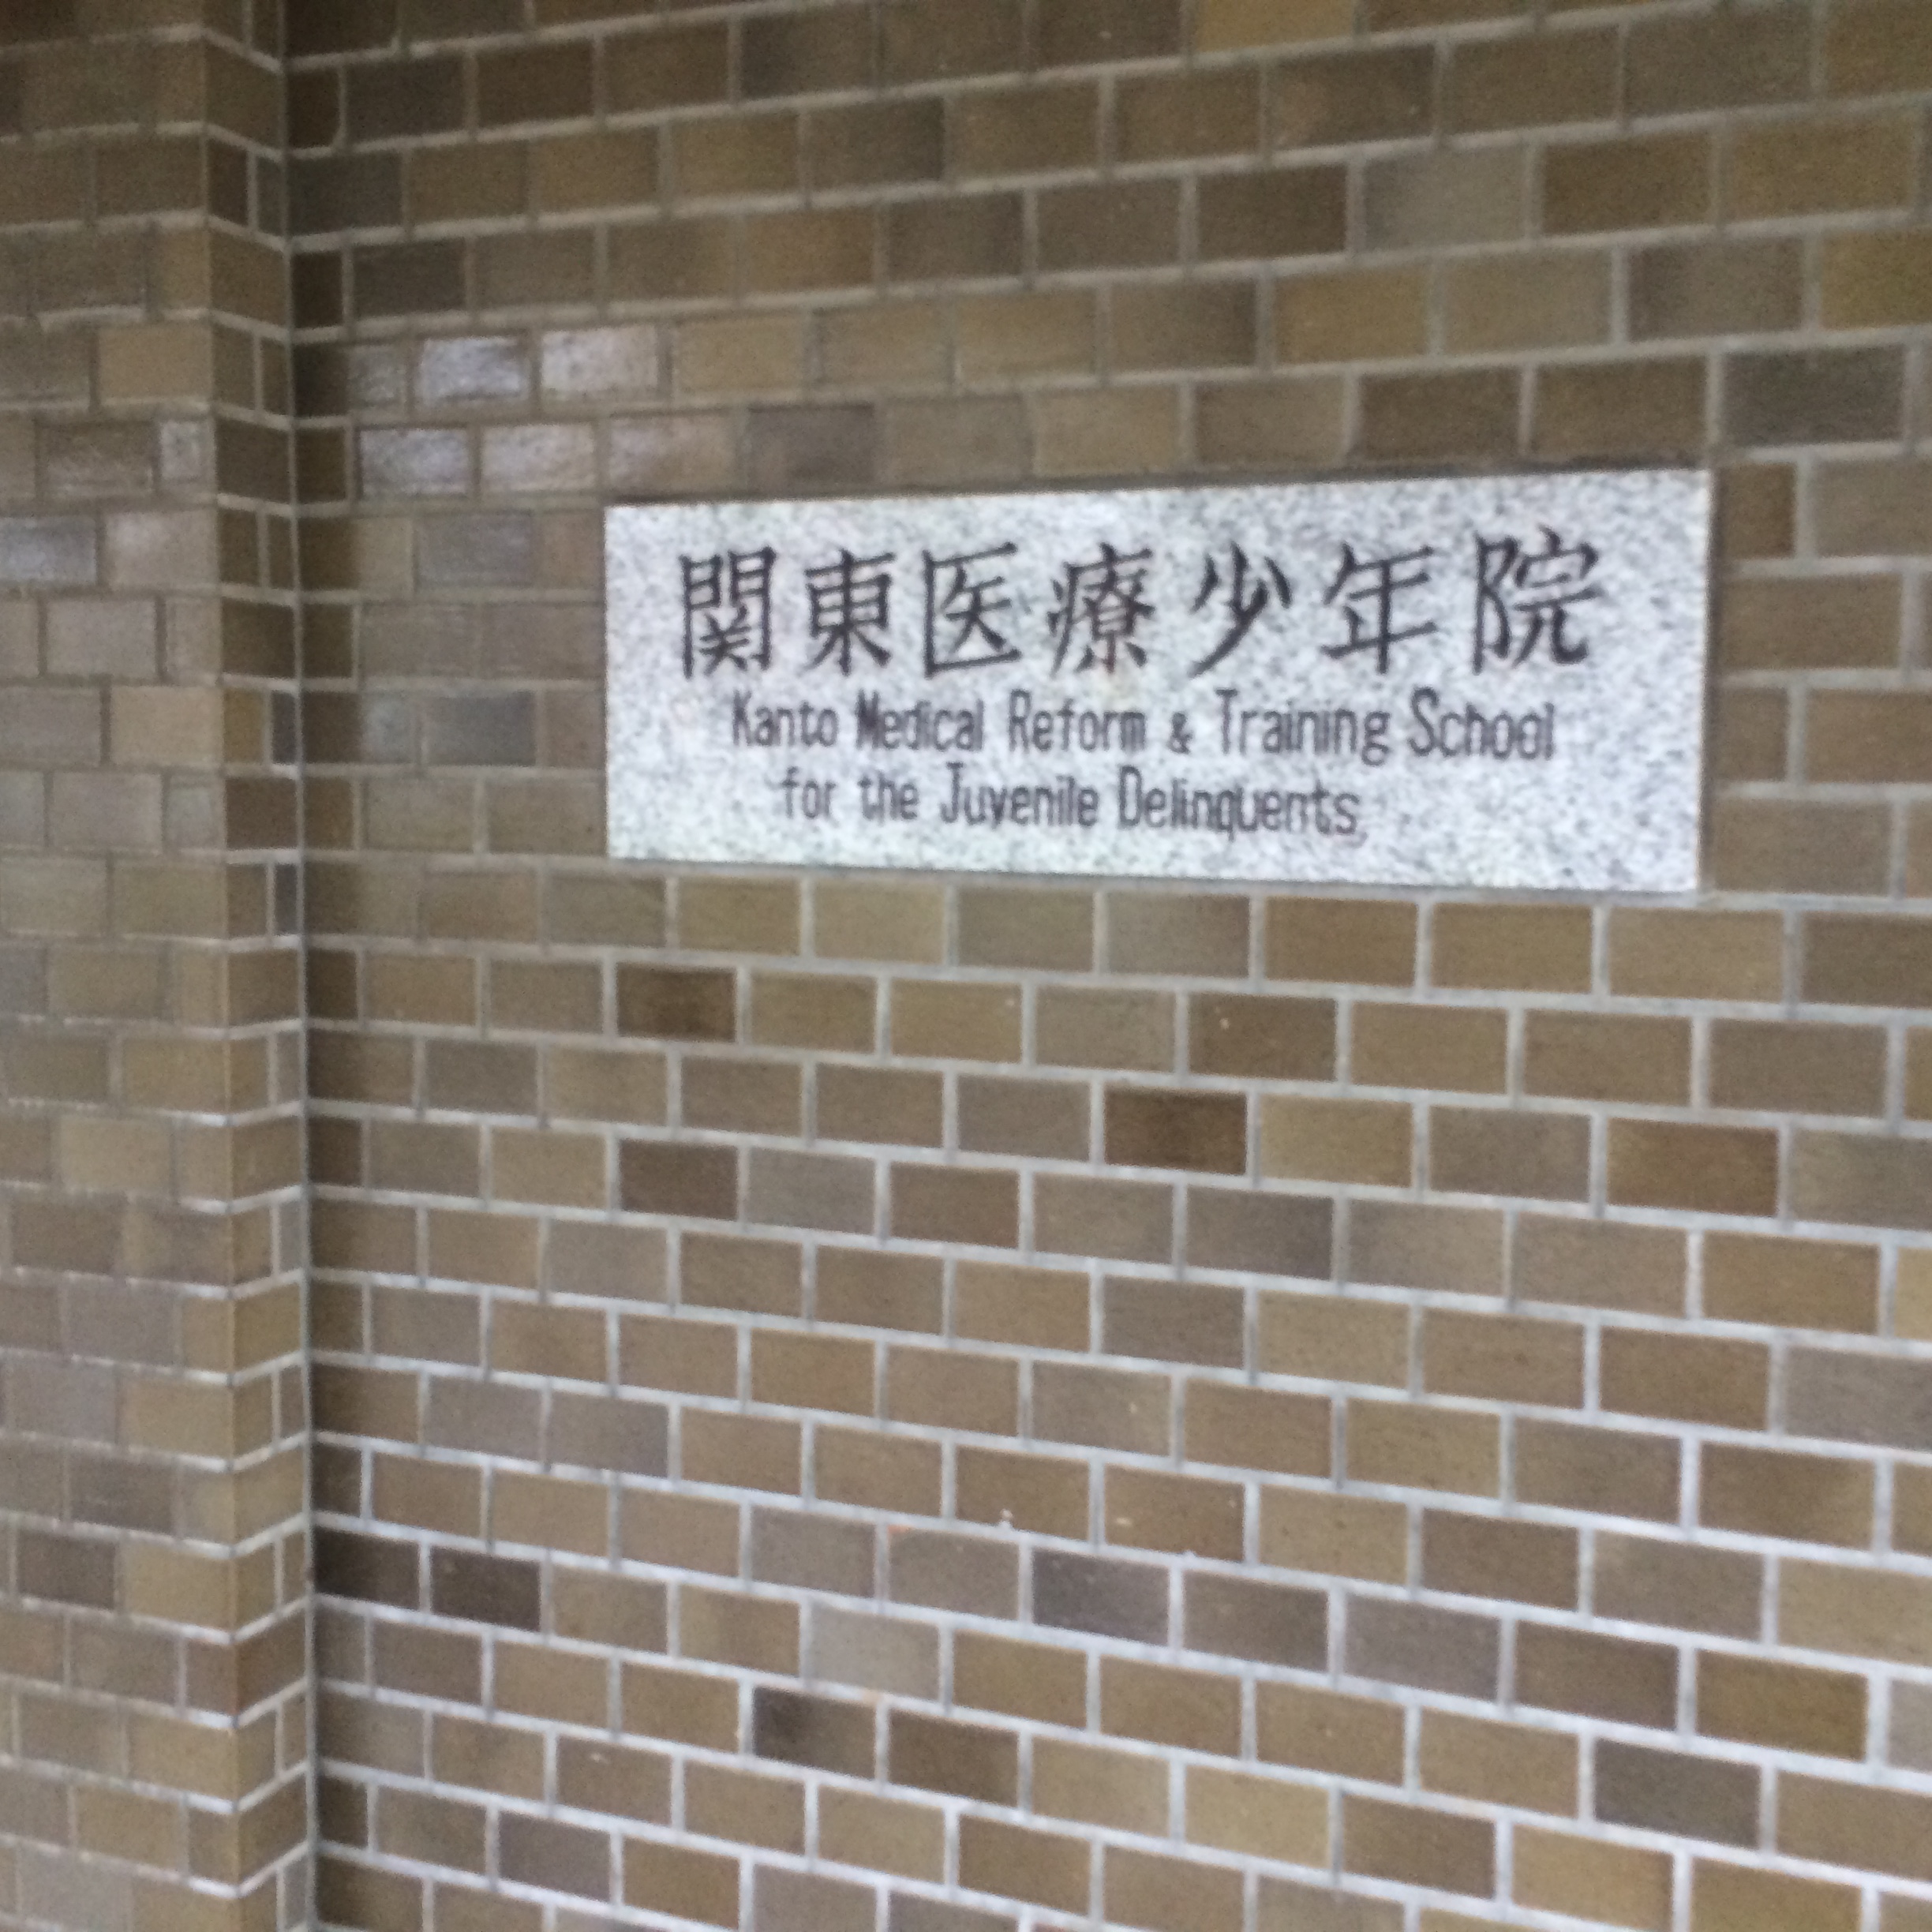 関東医療少年院
Kanto Medical Reform & Training School
for the Juvenile Delinquents,